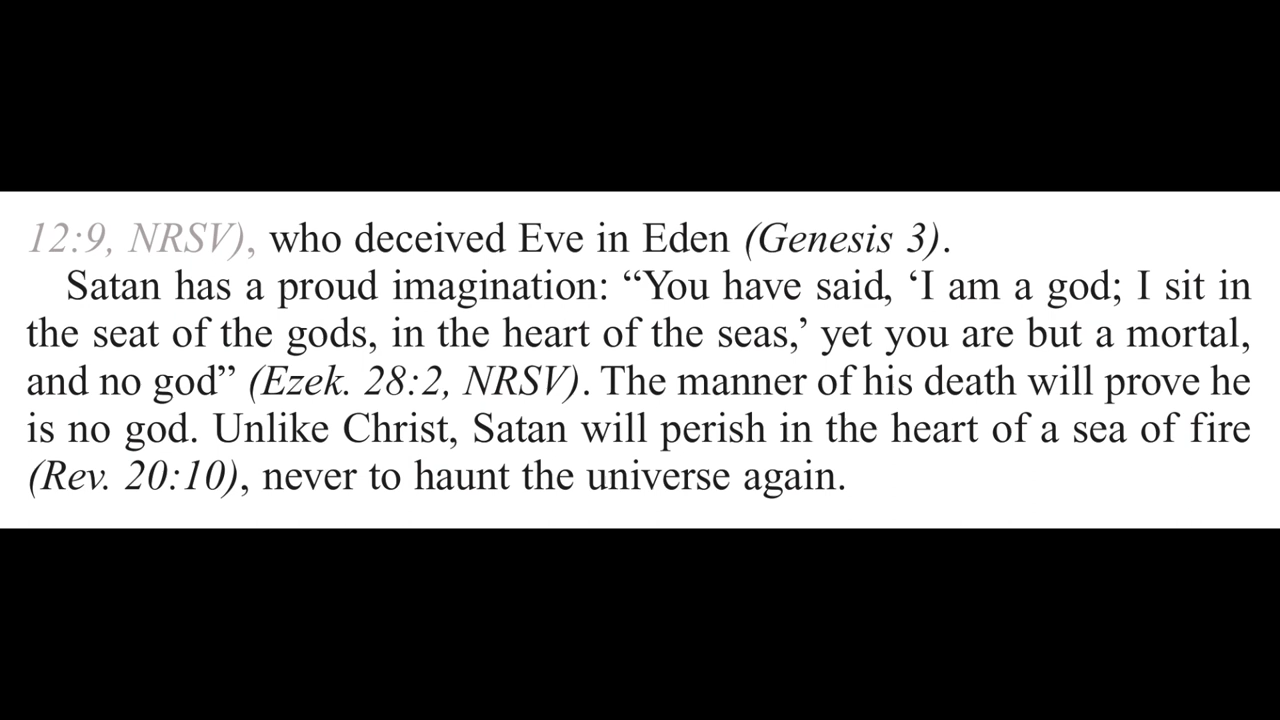 12:9, NRSV), who deceived Eve in Eden (Genesis 3).
Satan has a proud imagination: “You have said, ‘I am a god; I sit in
the seat of the gods, in the heart of the seas,’ yet you are but a mortal,
and no god” (Ezek. 28:2, NRSV). The manner of his death will prove he
is no god. Unlike Christ, Satan will perish in the heart of a sea of fire
(Rev. 20:10), never to haunt the universe again.